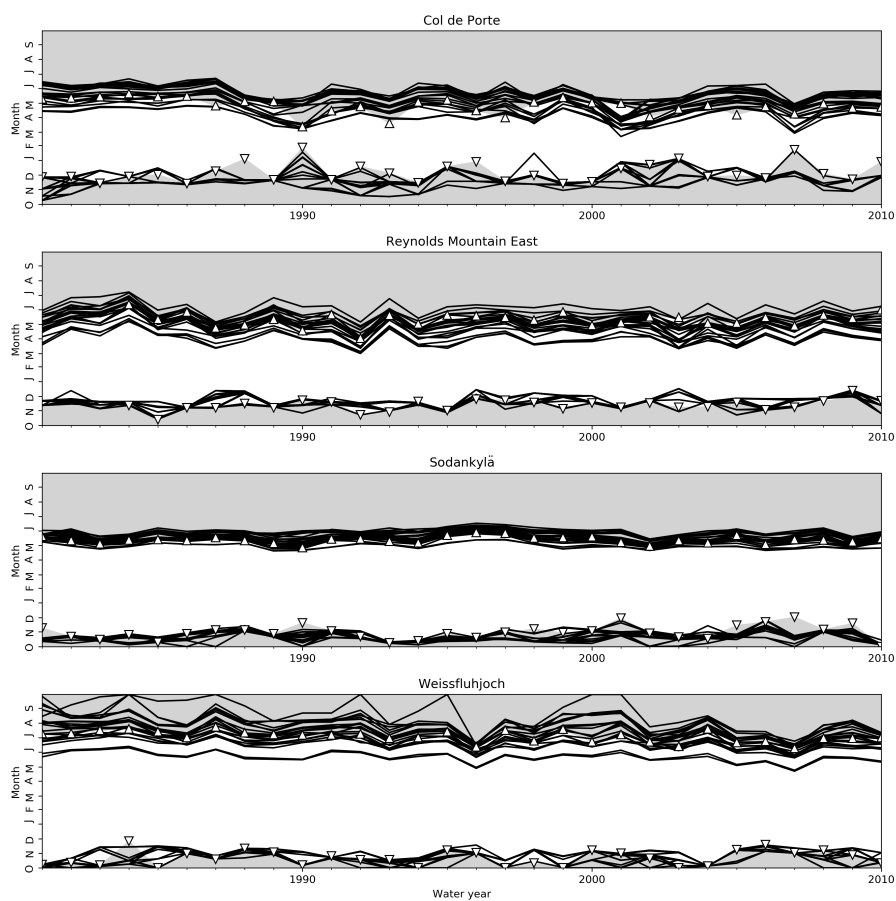 Col de Porte
S
A
J
J
M
A
M
F
J
D
N
O
Month
1990
2000
2010
Reynolds Mountain East
S
A
J
J
M
A
M
F
J
D
N
O
Month
1990
2000
2010
Sodankylä
S
A
J
J
M
A
M
F
J
D
N
O
Month
1990
2000
2010
Weissfluhjoch
S
A
J
J
M
A
M
F
J
D
N
O
Month
1990
2000
2010
Water year